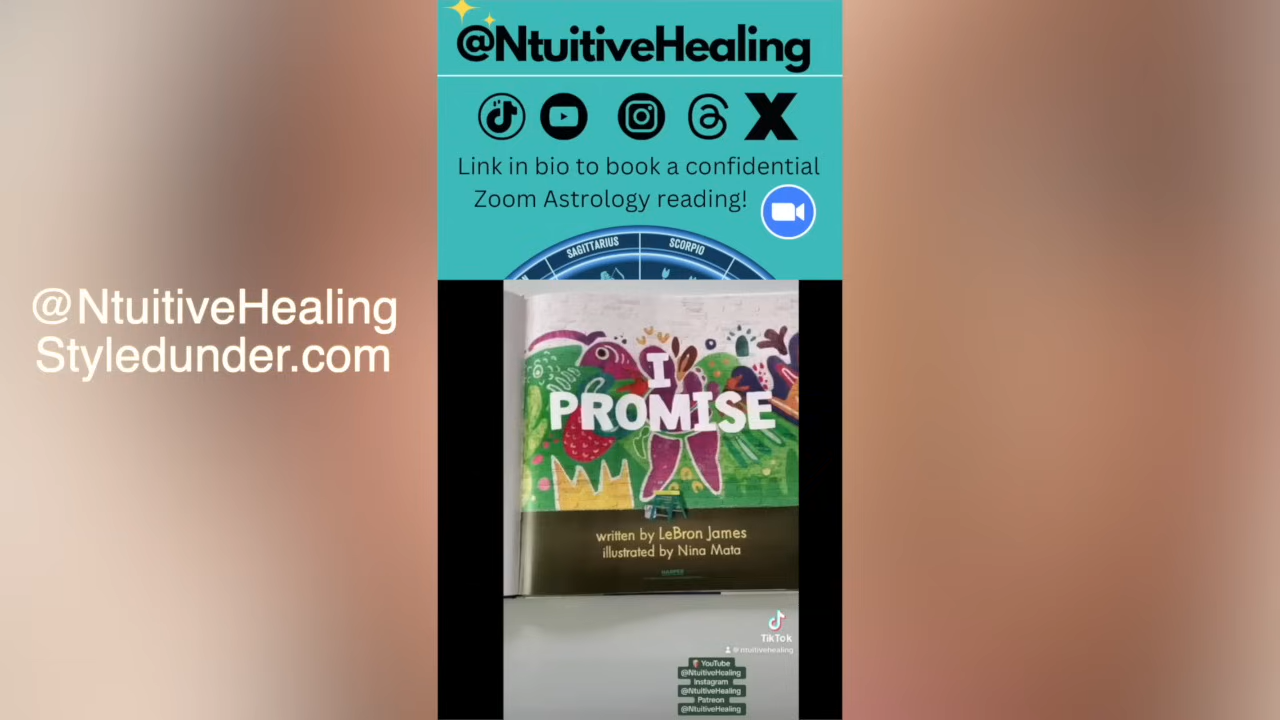 @NtuitiveHealing
Link in bio to book a confidential
Zoom Astrology reading!
SAGITTARIUS SCORPIO
@NtuitiveHealing
Styledunder.com
I
PROMISE
written by LeBron James
illustrated by Nina Mata
HARPER
TikTok
@ntuitivehealing
YouTube
@NtuitiveHealing
Instagram
@NtuitiveHealing
Patreon
@NtuitiveHealing